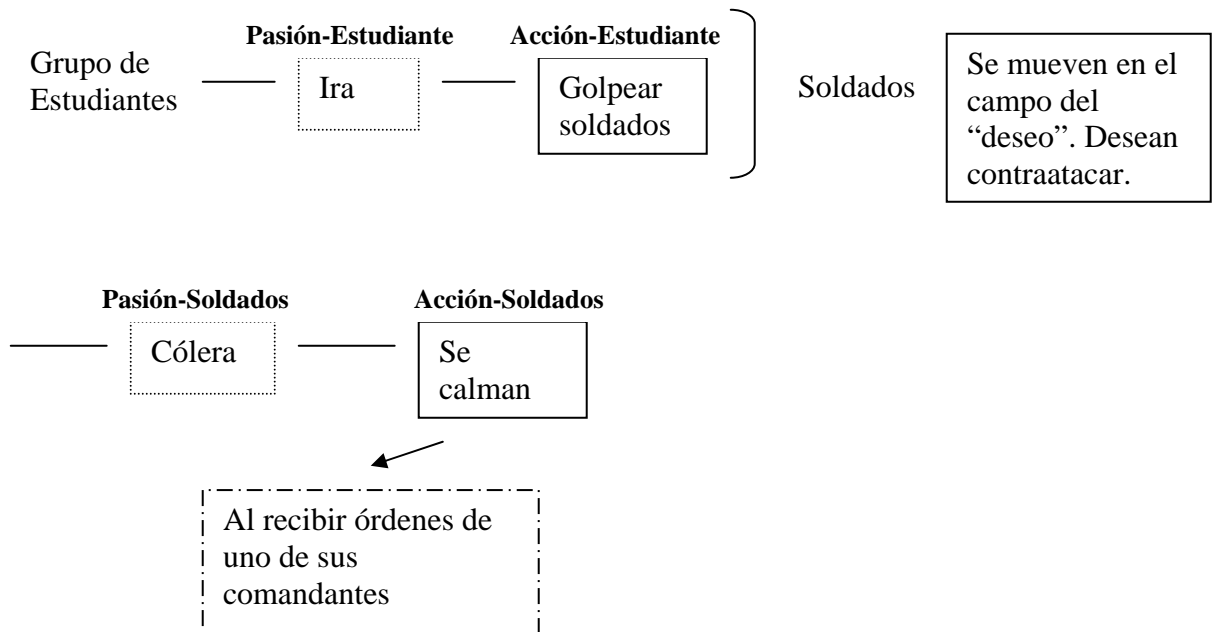 Pasión-Estudiante
Acción-Estudiante
Grupo de
Estudiantes
Ira
Golpear
soldados
Soldados
Se mueven en el
campo del
“deseo”. Desean
contraatacar.
Pasión-Soldados
Acción-Soldados
Cólera
Se
calman
Al recibir órdenes de
uno de sus
comandantes